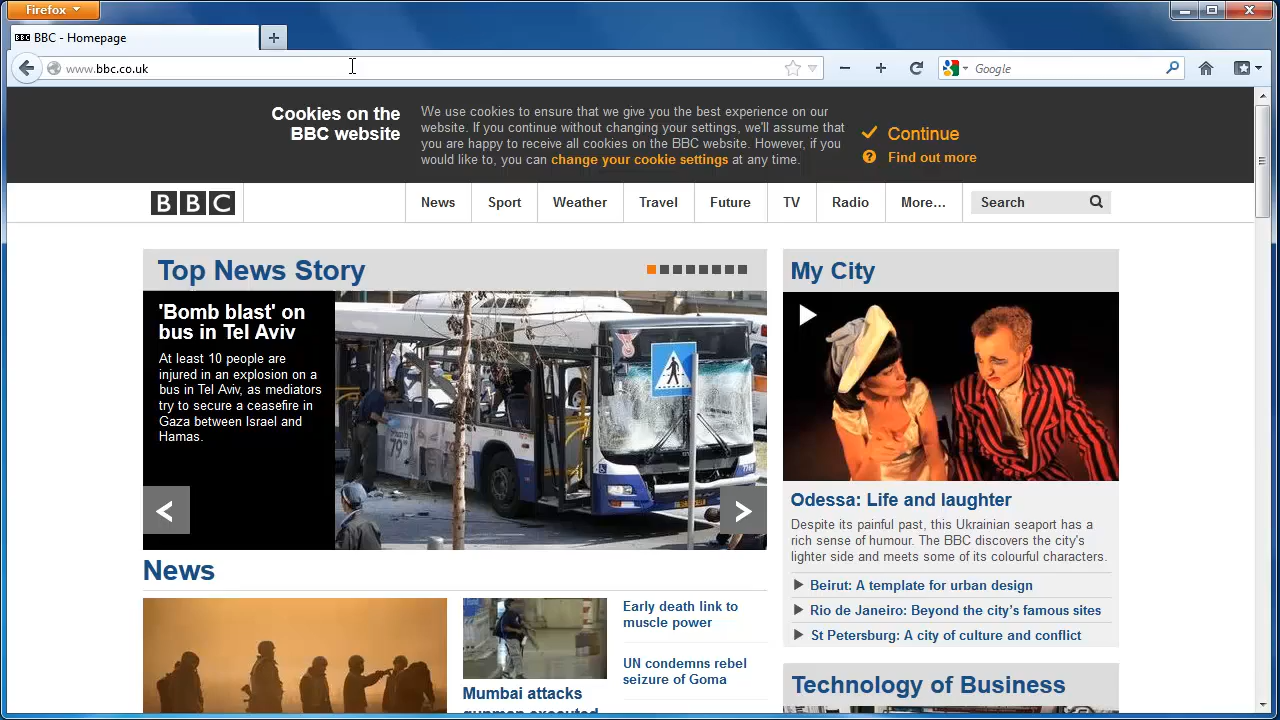 Firefox
BBC BBC - Homepage
www.bbc.co.uk
Google
Cookies on the
BBC website
We use cookies to ensure that we give you the best experience on our
website. If you continue without changing your settings, we'll assume that
you are happy to receive all cookies on the BBC website. However, if you
would like to, you can change your cookie settings at any time.
Continue
Find out more
BBC
News
Sport
Weather
Travel
Future
TV
Radio
More...
Search
Top News Story
'Bomb blast' on
bus in Tel Aviv
At least 10 people are
injured in an explosion on a
bus in Tel Aviv, as mediators
try to secure a ceasefire in
Gaza between Israel and
Hamas.
My City
Odessa: Life and laughter
Despite its painful past, this Ukrainian seaport has a
rich sense of humour. The BBC discovers the city's
lighter side and meets some of its colourful characters.
Beirut: A template for urban design
Rio de Janeiro: Beyond the city's famous sites
St Petersburg: A city of culture and conflict
News
Mumbai attacks
gunman executed
Early death link to
muscle power
UN condemns rebel
seizure of Goma
Technology of Business